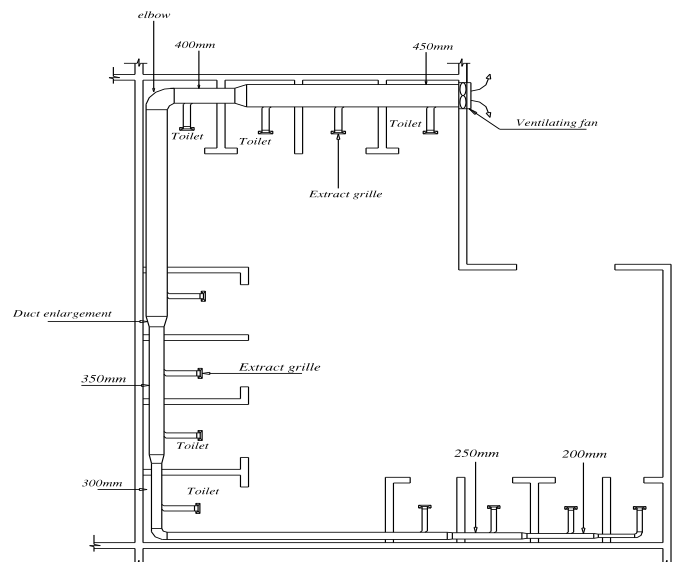 elbow
400mm
450mm
Toilet
Toilet
Toilet
Ventilating fan
Extract grille
Duct enlargement
Extract grille
350mm
Toilet
250mm
200mm
300mm
Toilet